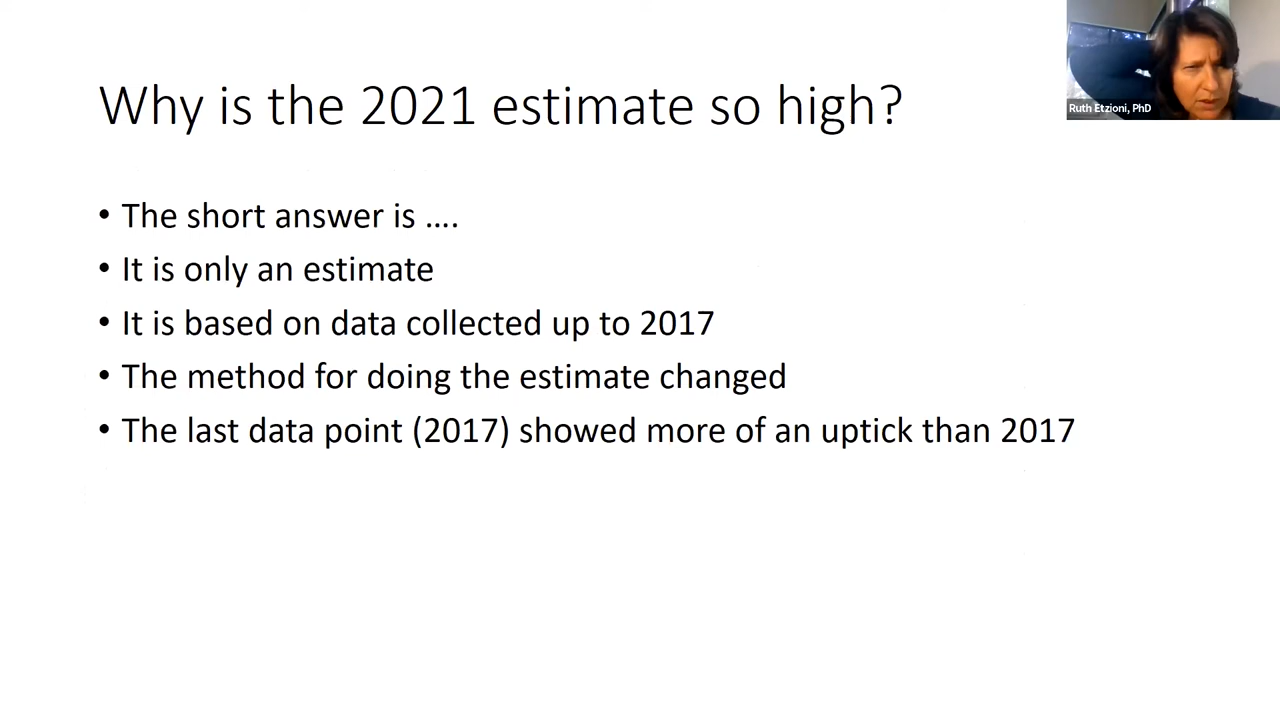 Why is the 2021 estimate so high?
Ruth Etzioni, PhD
• The short answer is ....
• It is only an estimate
• It is based on data collected up to 2017
• The method for doing the estimate changed
• The last data point (2017) showed more of an uptick than 2017